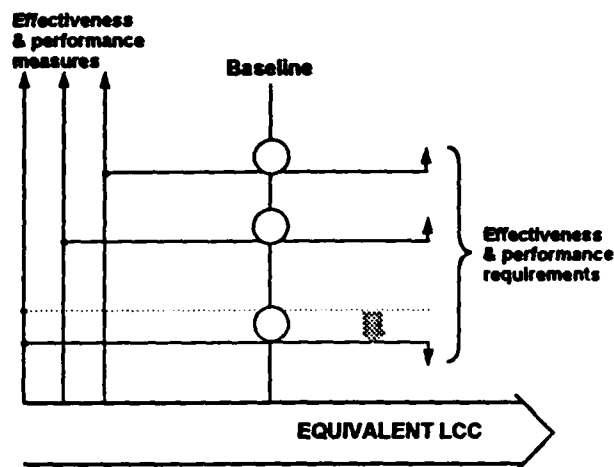 Effectiveness
& performance
measures
Baseline
Effectiveness
& performance
requirements
EQUIVALENT LCC